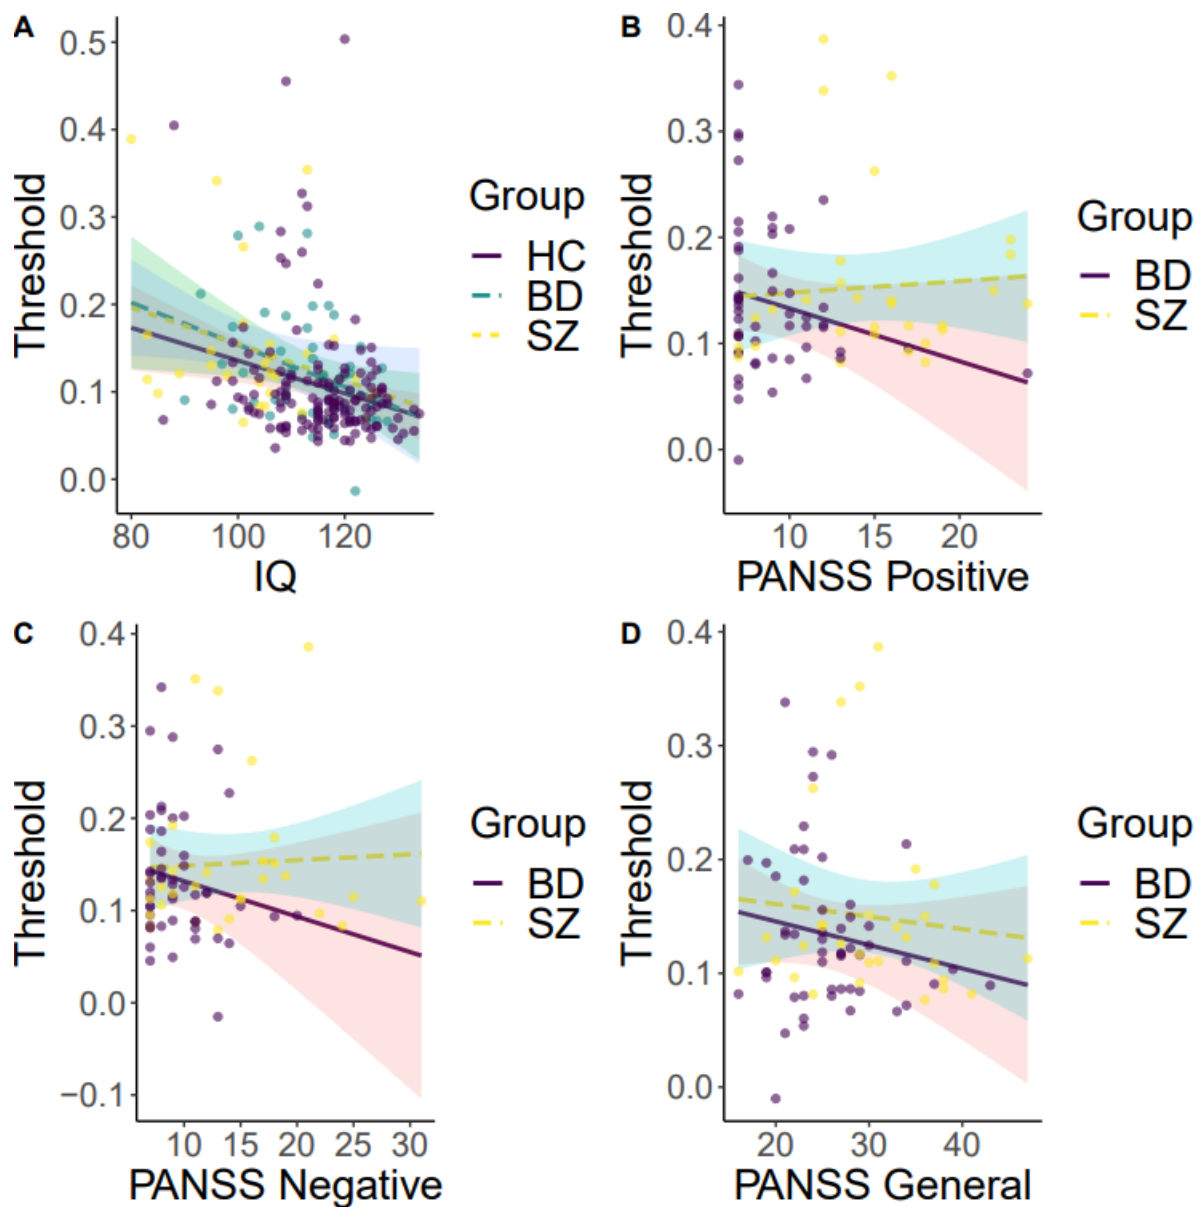 A
Threshold
0.5
0.4
0.3
0.2
0.1
0.0
80 100 120
IQ
Group
HC
BD
SZ
B
Threshold
0.4
0.3
0.2
0.1
0.0
10 15 20
PANSS Positive
Group
BD
SZ
C
Threshold
0.4
0.3
0.2
0.1
0.0
−0.1
10 15 20 25 30
PANSS Negative
Group
BD
SZ
D
Threshold
0.4
0.3
0.2
0.1
0.0
20 30 40
PANSS General
Group
BD
SZ